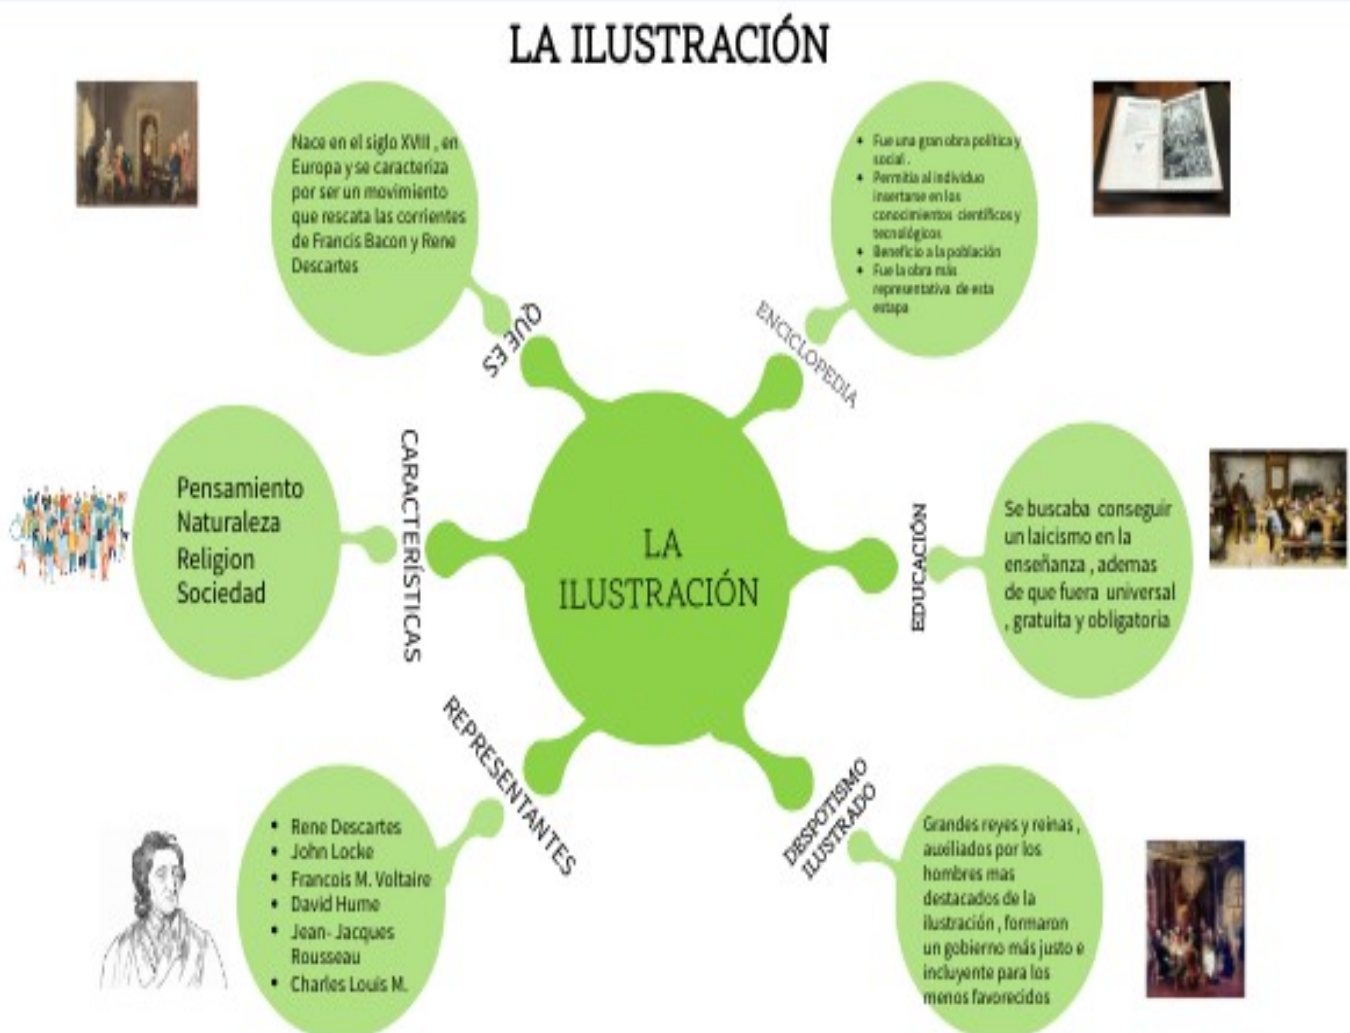 LA ILUSTRACIÓN
Nace en el siglo XVIII , en
Europa y se caracteriza
por ser un movimiento
que rescata las corrientes
de Francis Bacon y Rene
Descartes
QUE ES
• Fue una gran obra política y
social .
• Permitia al individuo
insertarse en los
conocimientos científicos y
tecnológicos
• Beneficio a la población
• Fue la obra más
representativa de esta
estapa
ENCICLOPEDIA
Pensamiento
Naturaleza
Religion
Sociedad
CARACTERÍSTICAS
LA
ILUSTRACIÓN
EDUCACIÓN
Se buscaba conseguir
un laicismo en la
enseñanza , ademas
de que fuera universal
, gratuita y obligatoria
REPRESENTANTES
• Rene Descartes
• John Locke
• Francois M. Voltaire
• David Hume
• Jean- Jacques
Rousseau
• Charles Louis M.
DESPOTISMO
ILUSTRADO
Grandes reyes y reinas ,
auxiliados por los
hombres mas
destacados de la
ilustración , formaron
un gobierno más justo e
incluyente para los
menos favorecidos